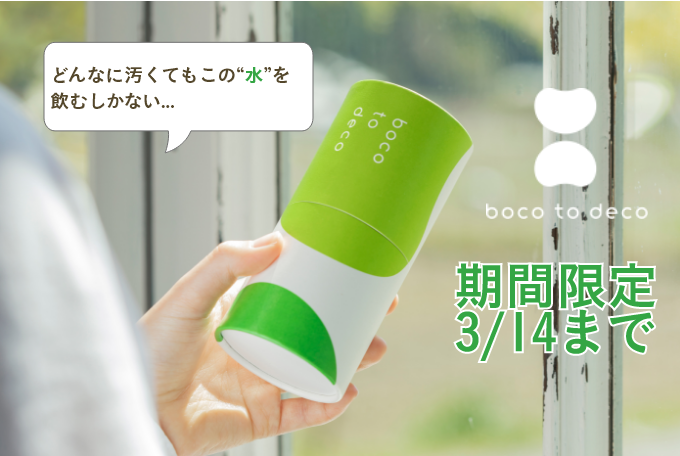 どんなに汚くてもこの“水”を
飲むしかない...
boco
to
deco
boco to deco
期間限定
3/14まで